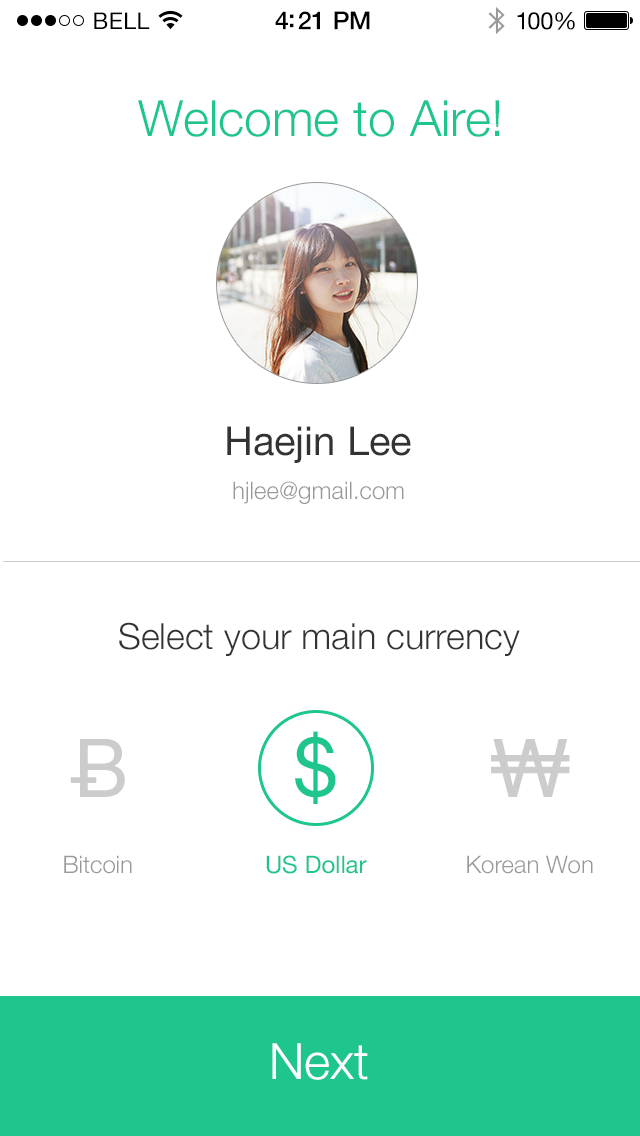 BELL 4:21 PM 100%
Welcome to Aire!
Haejin Lee
hjlee@gmail.com
Select your main currency
Ƀ $ ₩
Bitcoin US Dollar Korean Won
Next